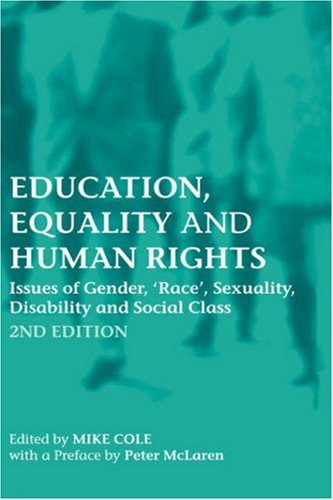 EDUCATION,
EQUALITY AND
HUMAN RIGHTS
Issues of Gender, ‘Race’, Sexuality,
Disability and Social Class
2ND EDITION
Edited by MIKE COLE
with a Preface by Peter McLaren